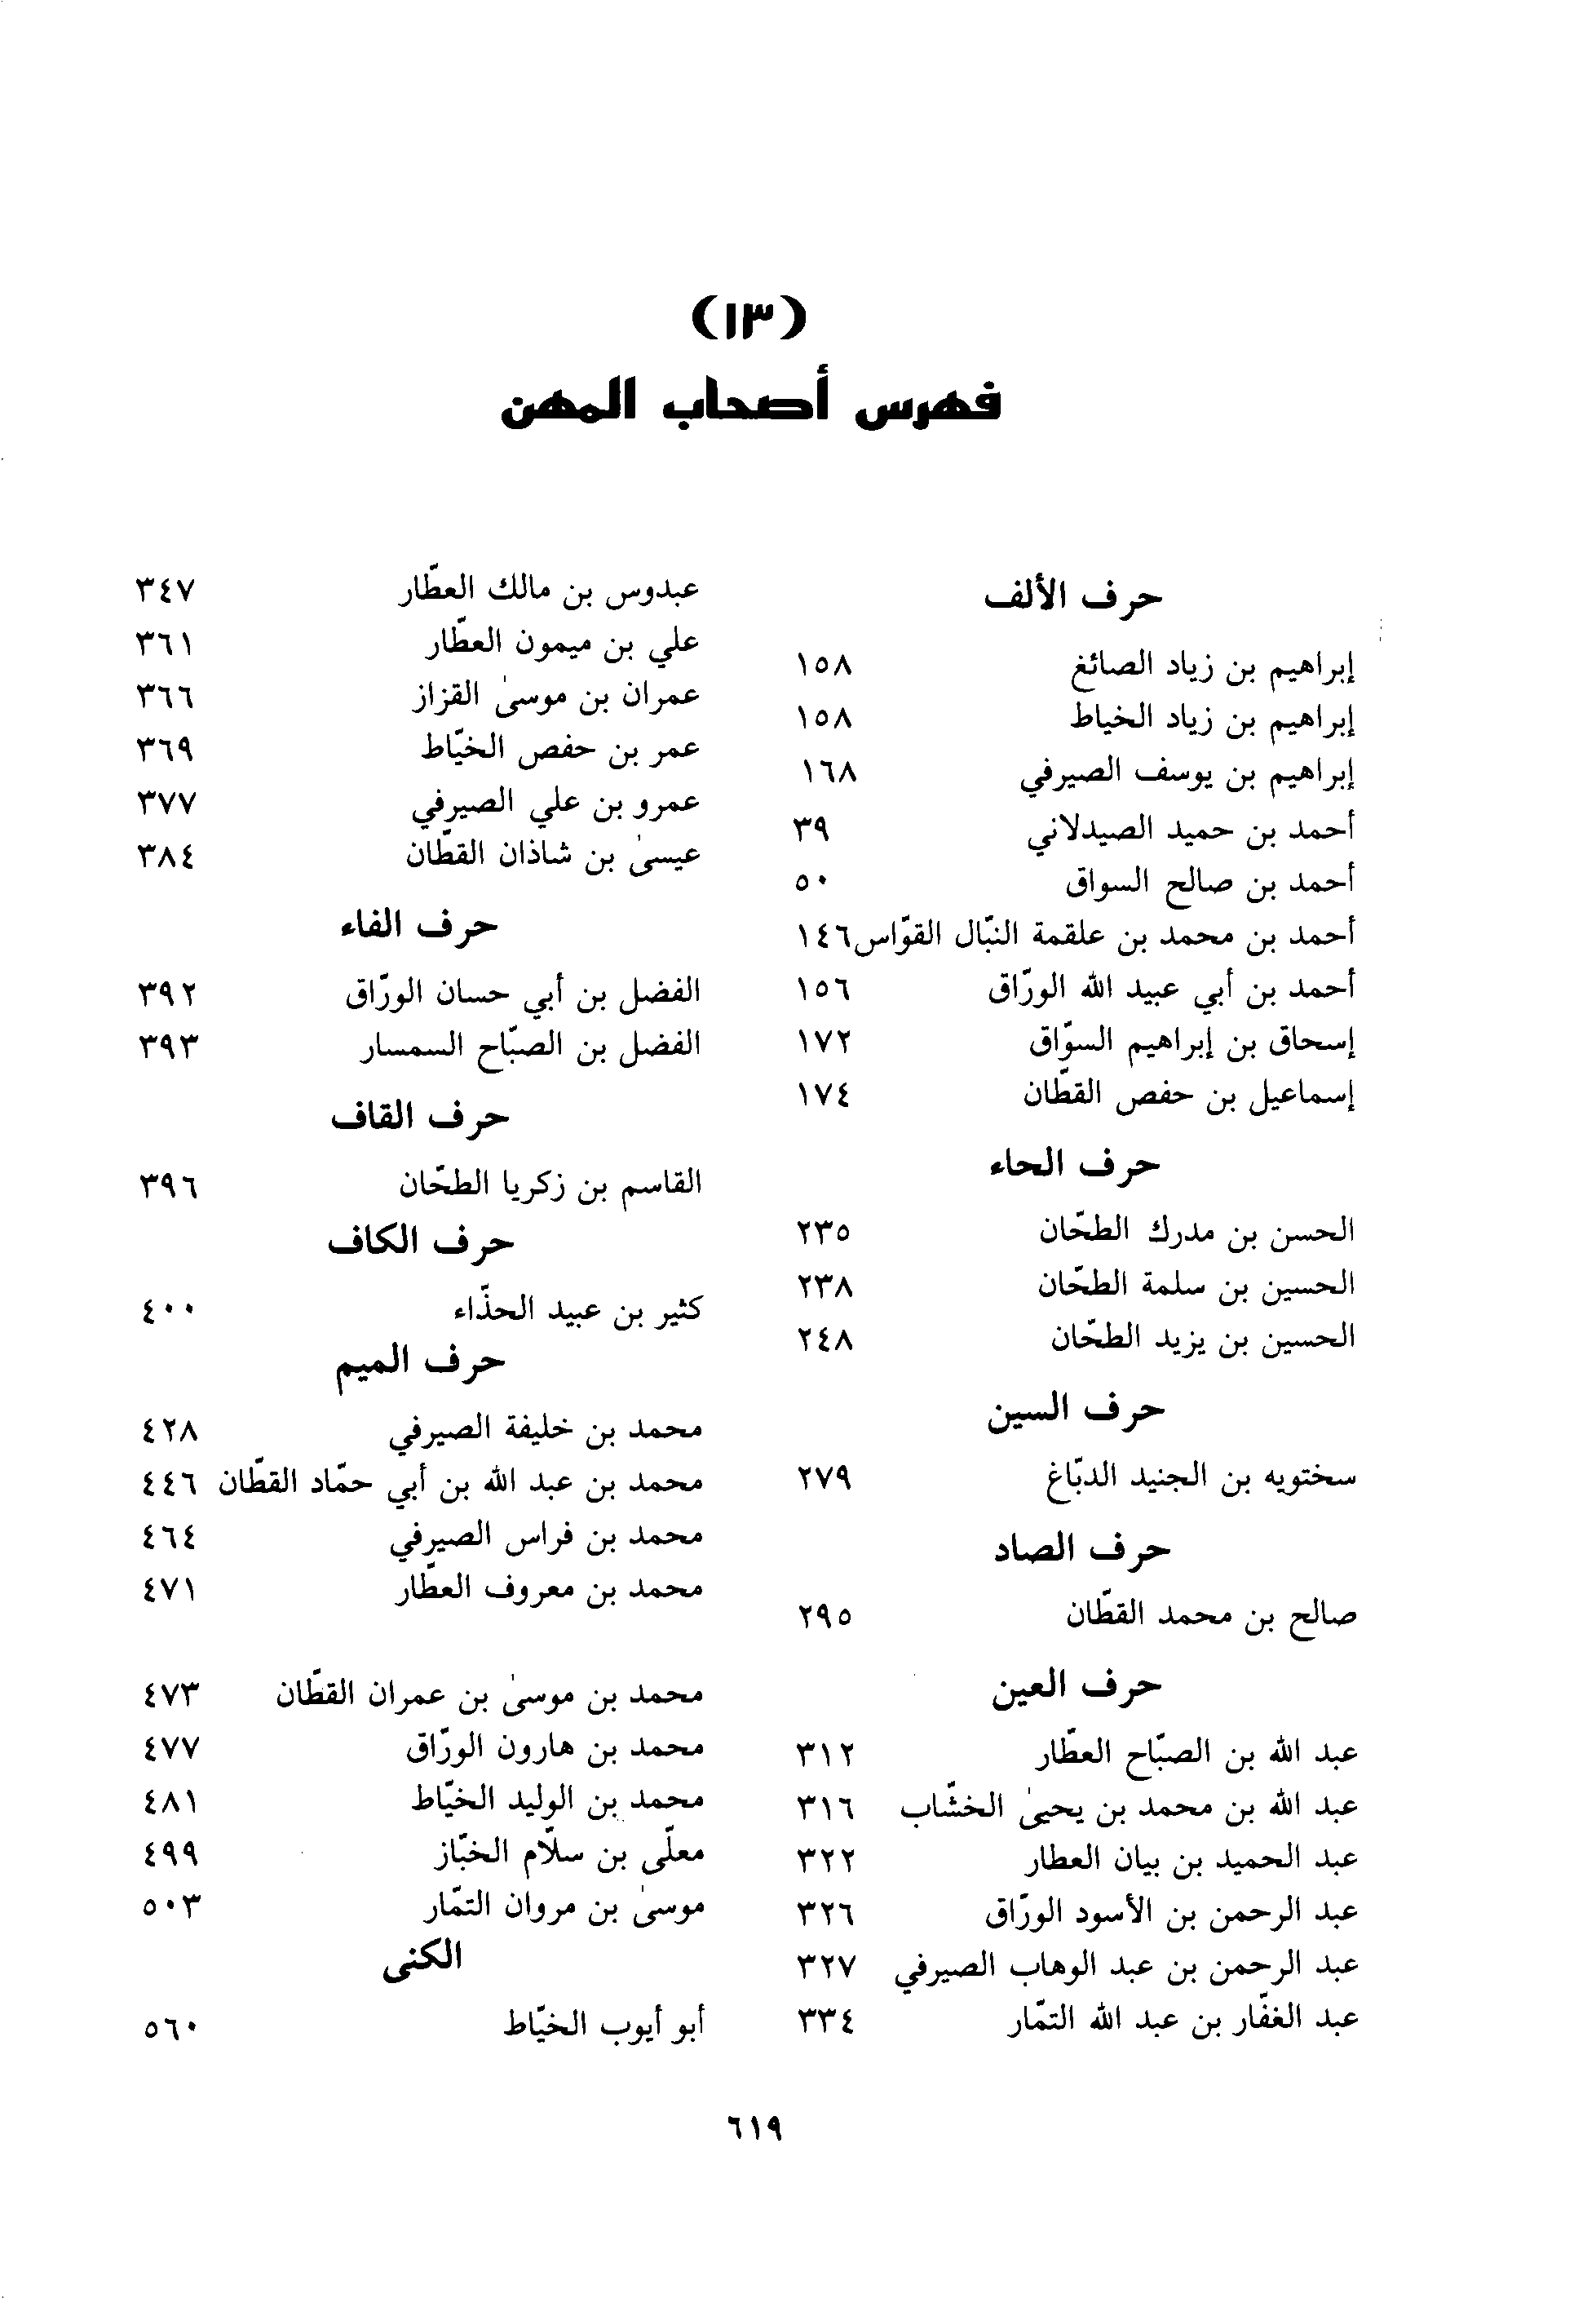 (١٣)
فهرس أصحاب المهن
حرف الألف
إبراهيم بن زياد الصائغ ١٥٨
إبراهيم بن زياد الخياط ١٥٨
إبراهيم بن يوسف الصيرفي ١٦٨
أحمد بن حميد الصيدلاني ٣٩
أحمد بن صالح السواق ٥٠
أحمد بن محمد بن علقمة النبّال القوّاس ١٤٦
أحمد بن أبي عبيد الله الورّاق ١٥٦
إسحاق بن إبراهيم السوّاق ١٧٢
إسماعيل بن حفص القطّان ١٧٤
حرف الحاء
الحسن بن مدرك الطحّان ٢٣٥
الحسين بن سلمة الطحّان ٢٣٨
الحسين بن يزيد الطحّان ٢٤٨
حرف السين
سختويه بن الجنيد الدبّاغ ٢٧٩
حرف الصاد
صالح بن محمد القطّان ٢٩٥
حرف العين
عبد الله بن الصبّاح العطّار ٣١٢
عبد الله بن محمد بن يحيىٰ الخشّاب ٣١٦
عبد الحميد بن بيان العطار ٣٢٢
عبد الرحمن بن الأسود الورّاق ٣٢٦
عبد الرحمن بن عبد الوهاب الصيرفي ٣٢٧
عبد الغفّار بن عبد الله التمّار ٣٣٤
عبدوس بن مالك العطّار ٣٤٧
علي بن ميمون العطّار ٣٦١
عمران بن موسىٰ القزاز ٣٦٦
عمر بن حفص الخيّاط ٣٦٩
عمرو بن علي الصيرفي ٣٧٧
عيسىٰ بن شاذان القطّان ٣٨٤
حرف الفاء
الفضل بن أبي حسان الورّاق ٣٩٢
الفضل بن الصبّاح السمسار ٣٩٣
حرف القاف
القاسم بن زكريا الطحّان ٣٩٦
حرف الكاف
كثير بن عبيد الحذّاء ٤٠٠
حرف الميم
محمد بن خليفة الصيرفي ٤٢٨
محمد بن عبد الله بن أبي حمّاد القطّان ٤٤٦
محمد بن فراس الصيرفي ٤٦٤
محمد بن معروف العطّار ٤٧١
محمد بن موسىٰ بن عمران القطّان ٤٧٣
محمد بن هارون الورّاق ٤٧٧
محمد بن الوليد الخيّاط ٤٨١
معلّى بن سلّام الخبّاز ٤٩٩
موسىٰ بن مروان التمّار ٥٠٣
الكنى
أبو أيوب الخيّاط ٥٦٠
٦١٩